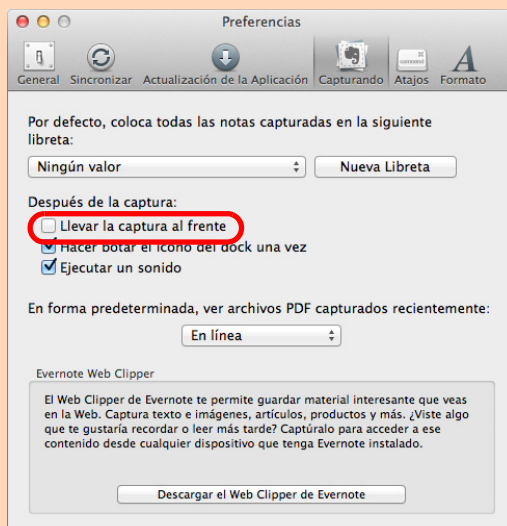 Preferencias
General Sincronizar Actualización de la Aplicación Capturando Atajos Formato
Por defecto, coloca todas las notas capturadas en la siguiente
libreta:
Ningún valor Nueva Libreta
Después de la captura:
Llevar la captura al frente
Hacer botar el icono del dock una vez
Ejecutar un sonido
En forma predeterminada, ver archivos PDF capturados recientemente:
En línea
Evernote Web Clipper
El Web Clipper de Evernote te permite guardar material interesante que veas
en la Web. Captura texto e imágenes, artículos, productos y más. ¿Viste algo
que te gustaría recordar o leer más tarde? Captúralo para acceder a ese
contenido desde cualquier dispositivo que tenga Evernote instalado.
Descargar el Web Clipper de Evernote